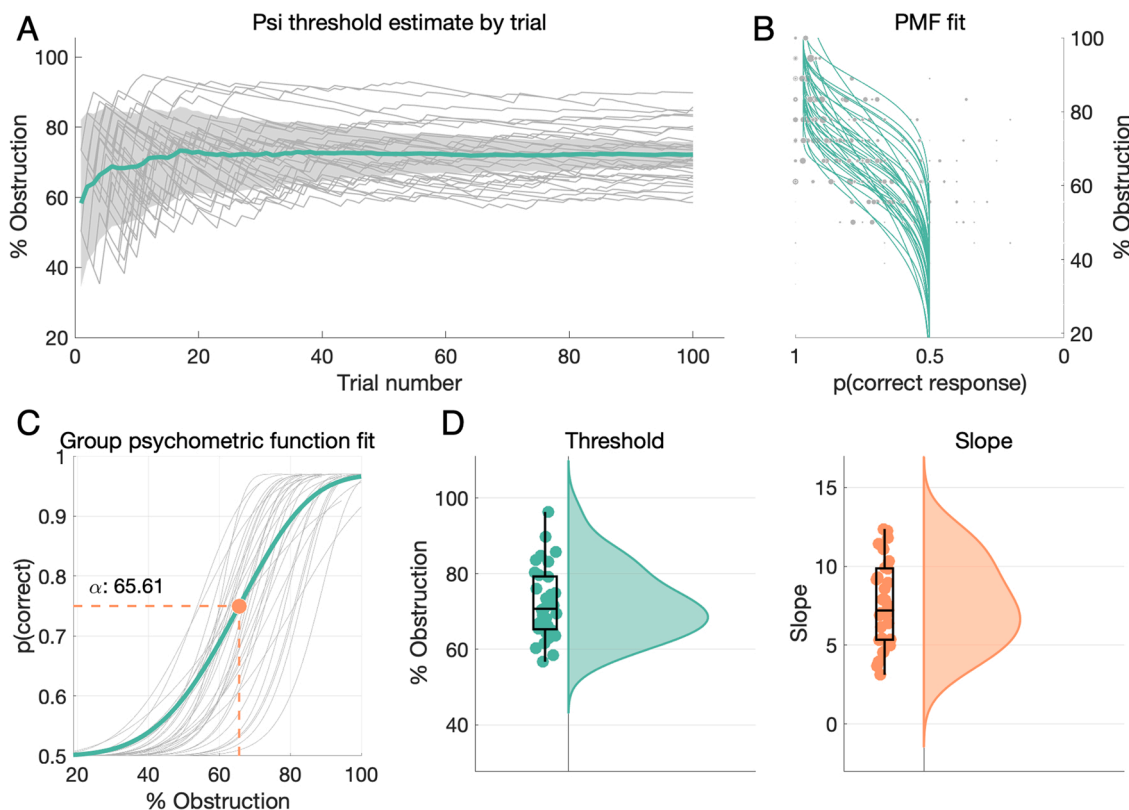 A
Psi threshold estimate by trial
100
80
60
40
20
% Obstruction
0
20
40
60
80
100
Trial number
B
PMF fit
100
80
60
40
20
% Obstruction
1
0.5
0
p(correct response)
C
Group psychometric function fit
1
0.9
0.8
0.7
0.6
0.5
p(correct)
α: 65.61
20
40
60
80
100
% Obstruction
D
Threshold
100
80
60
40
% Obstruction
Slope
15
10
5
0
Slope